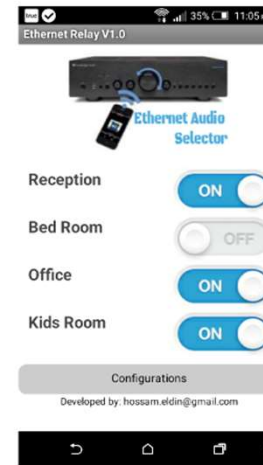 35% 11:05
Ethernet Relay V1.0
Ethernet Audio
Selector
Reception
ON
Bed Room
OFF
Office
ON
Kids Room
ON
Configurations
Developed by: hossam.eldin@gmail.com